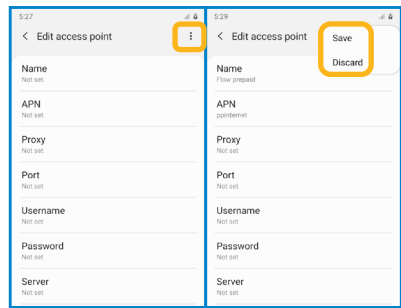 5:27
Edit access point
Name
Not set
APN
Not set
Proxy
Not set
Port
Not set
Username
Not set
Password
Not set
Server
Not set
5:29
Edit access point
Save
Discard
Name
Flow prepaid
APN
ppinternet
Proxy
Not set
Port
Not set
Username
Not set
Password
Not set
Server
Not set